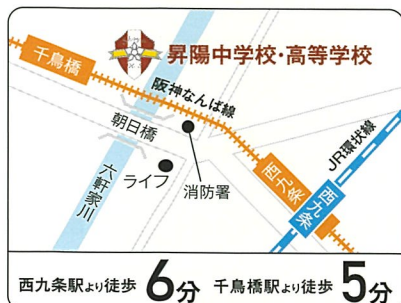 千鳥橋
昇陽中学校・高等学校
阪神なんば線
朝日橋
六軒家川
ライフ
消防署
西九条
西九条
JR環状線
西九条駅より徒歩 6分 千鳥橋駅より徒歩 5分